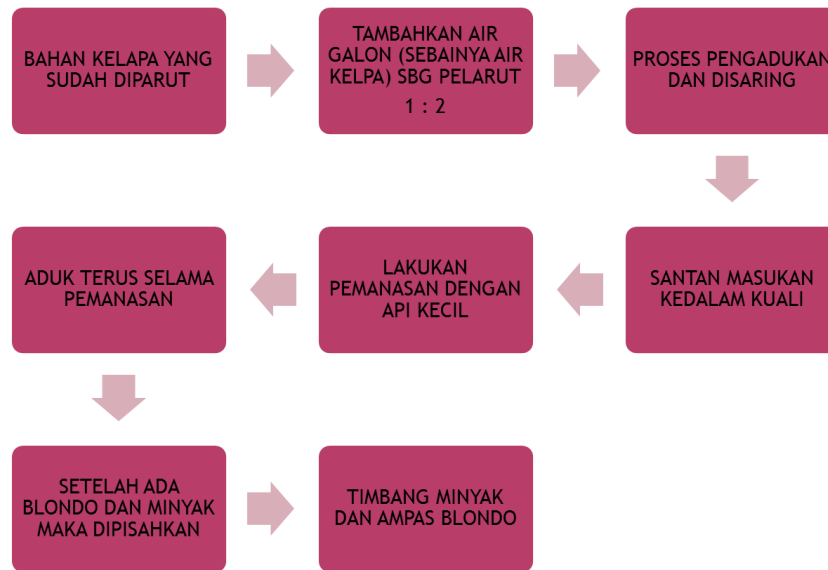 BAHAN KELAPA YANG
SUDAH DIPARUT
TAMBAHKAN AIR
GALON (SEBAINYA AIR
KELPA) SBG PELARUT
1 : 2
PROSES PENGADUKAN
DAN DISARING
SANTAN MASUKAN
KEDALAM KUALI
LAKUKAN
PEMANASAN DENGAN
API KECIL
ADUK TERUS SELAMA
PEMANASAN
SETELAH ADA
BLONDO DAN MINYAK
MAKA DIPISAHKAN
TIMBANG MINYAK
DAN AMPAS BLONDO